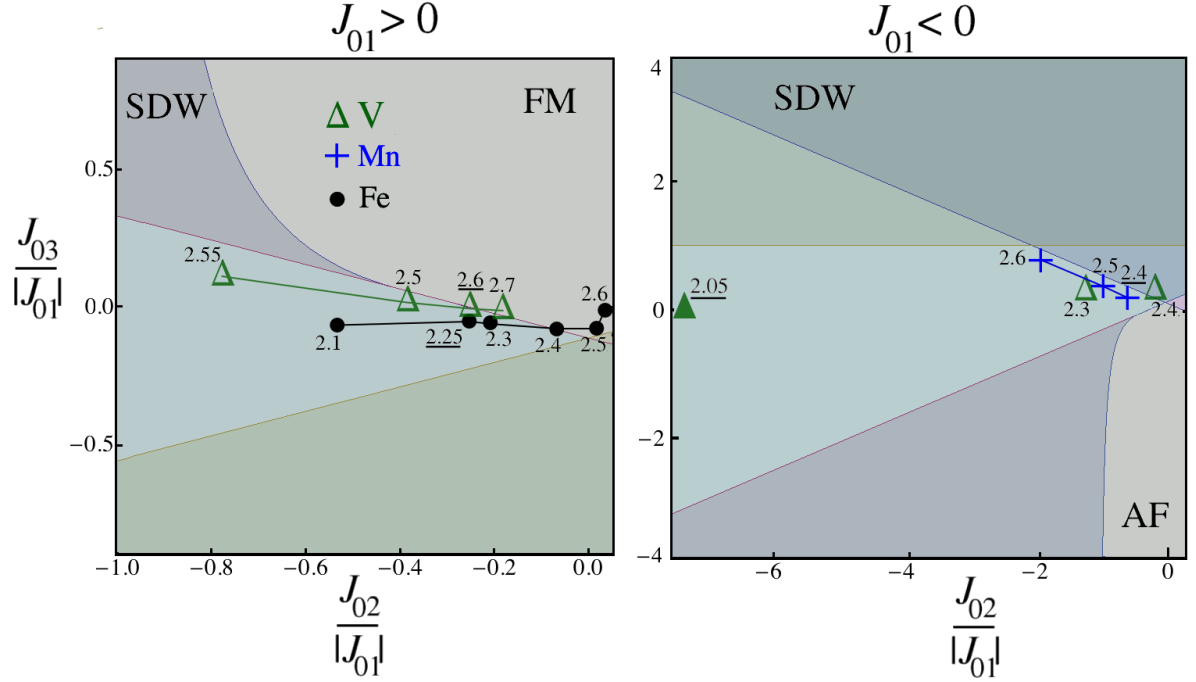 J01 > 0
SDW
FM
Δ V
+ Mn
● Fe
0.5
0.0
−0.5
J03
|J01|
2.55
2.5
2.6
2.7
2.6
2.1
2.25
2.3
2.4
2.5
−1.0
−0.8
−0.6
−0.4
−0.2
0.0
J02
|J01|
J01 < 0
SDW
AF
4
2
0
−2
−4
2.05
2.6
2.5
2.4
2.3
2.4
−6
−4
−2
0
J02
|J01|